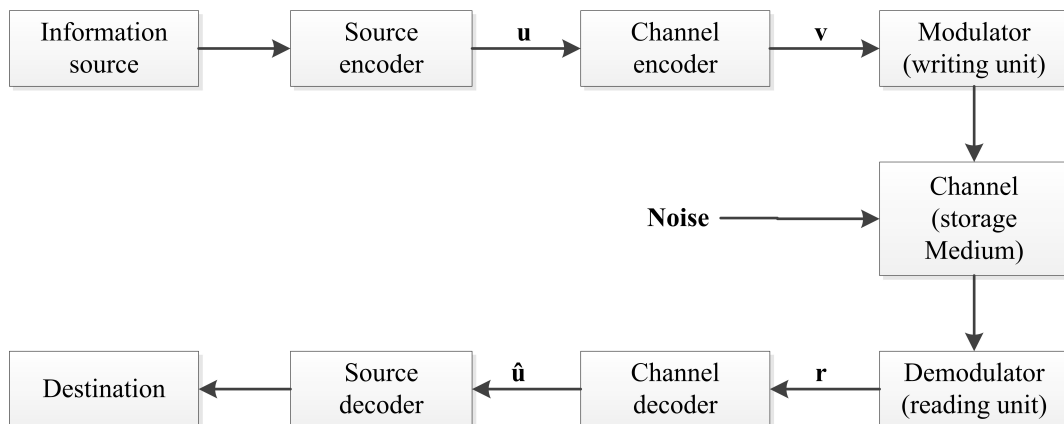 Information
source
Source
encoder
u
Channel
encoder
v
Modulator
(writing unit)
Noise
Channel
(storage
Medium)
Destination
Source
decoder
û
Channel
decoder
r
Demodulator
(reading unit)